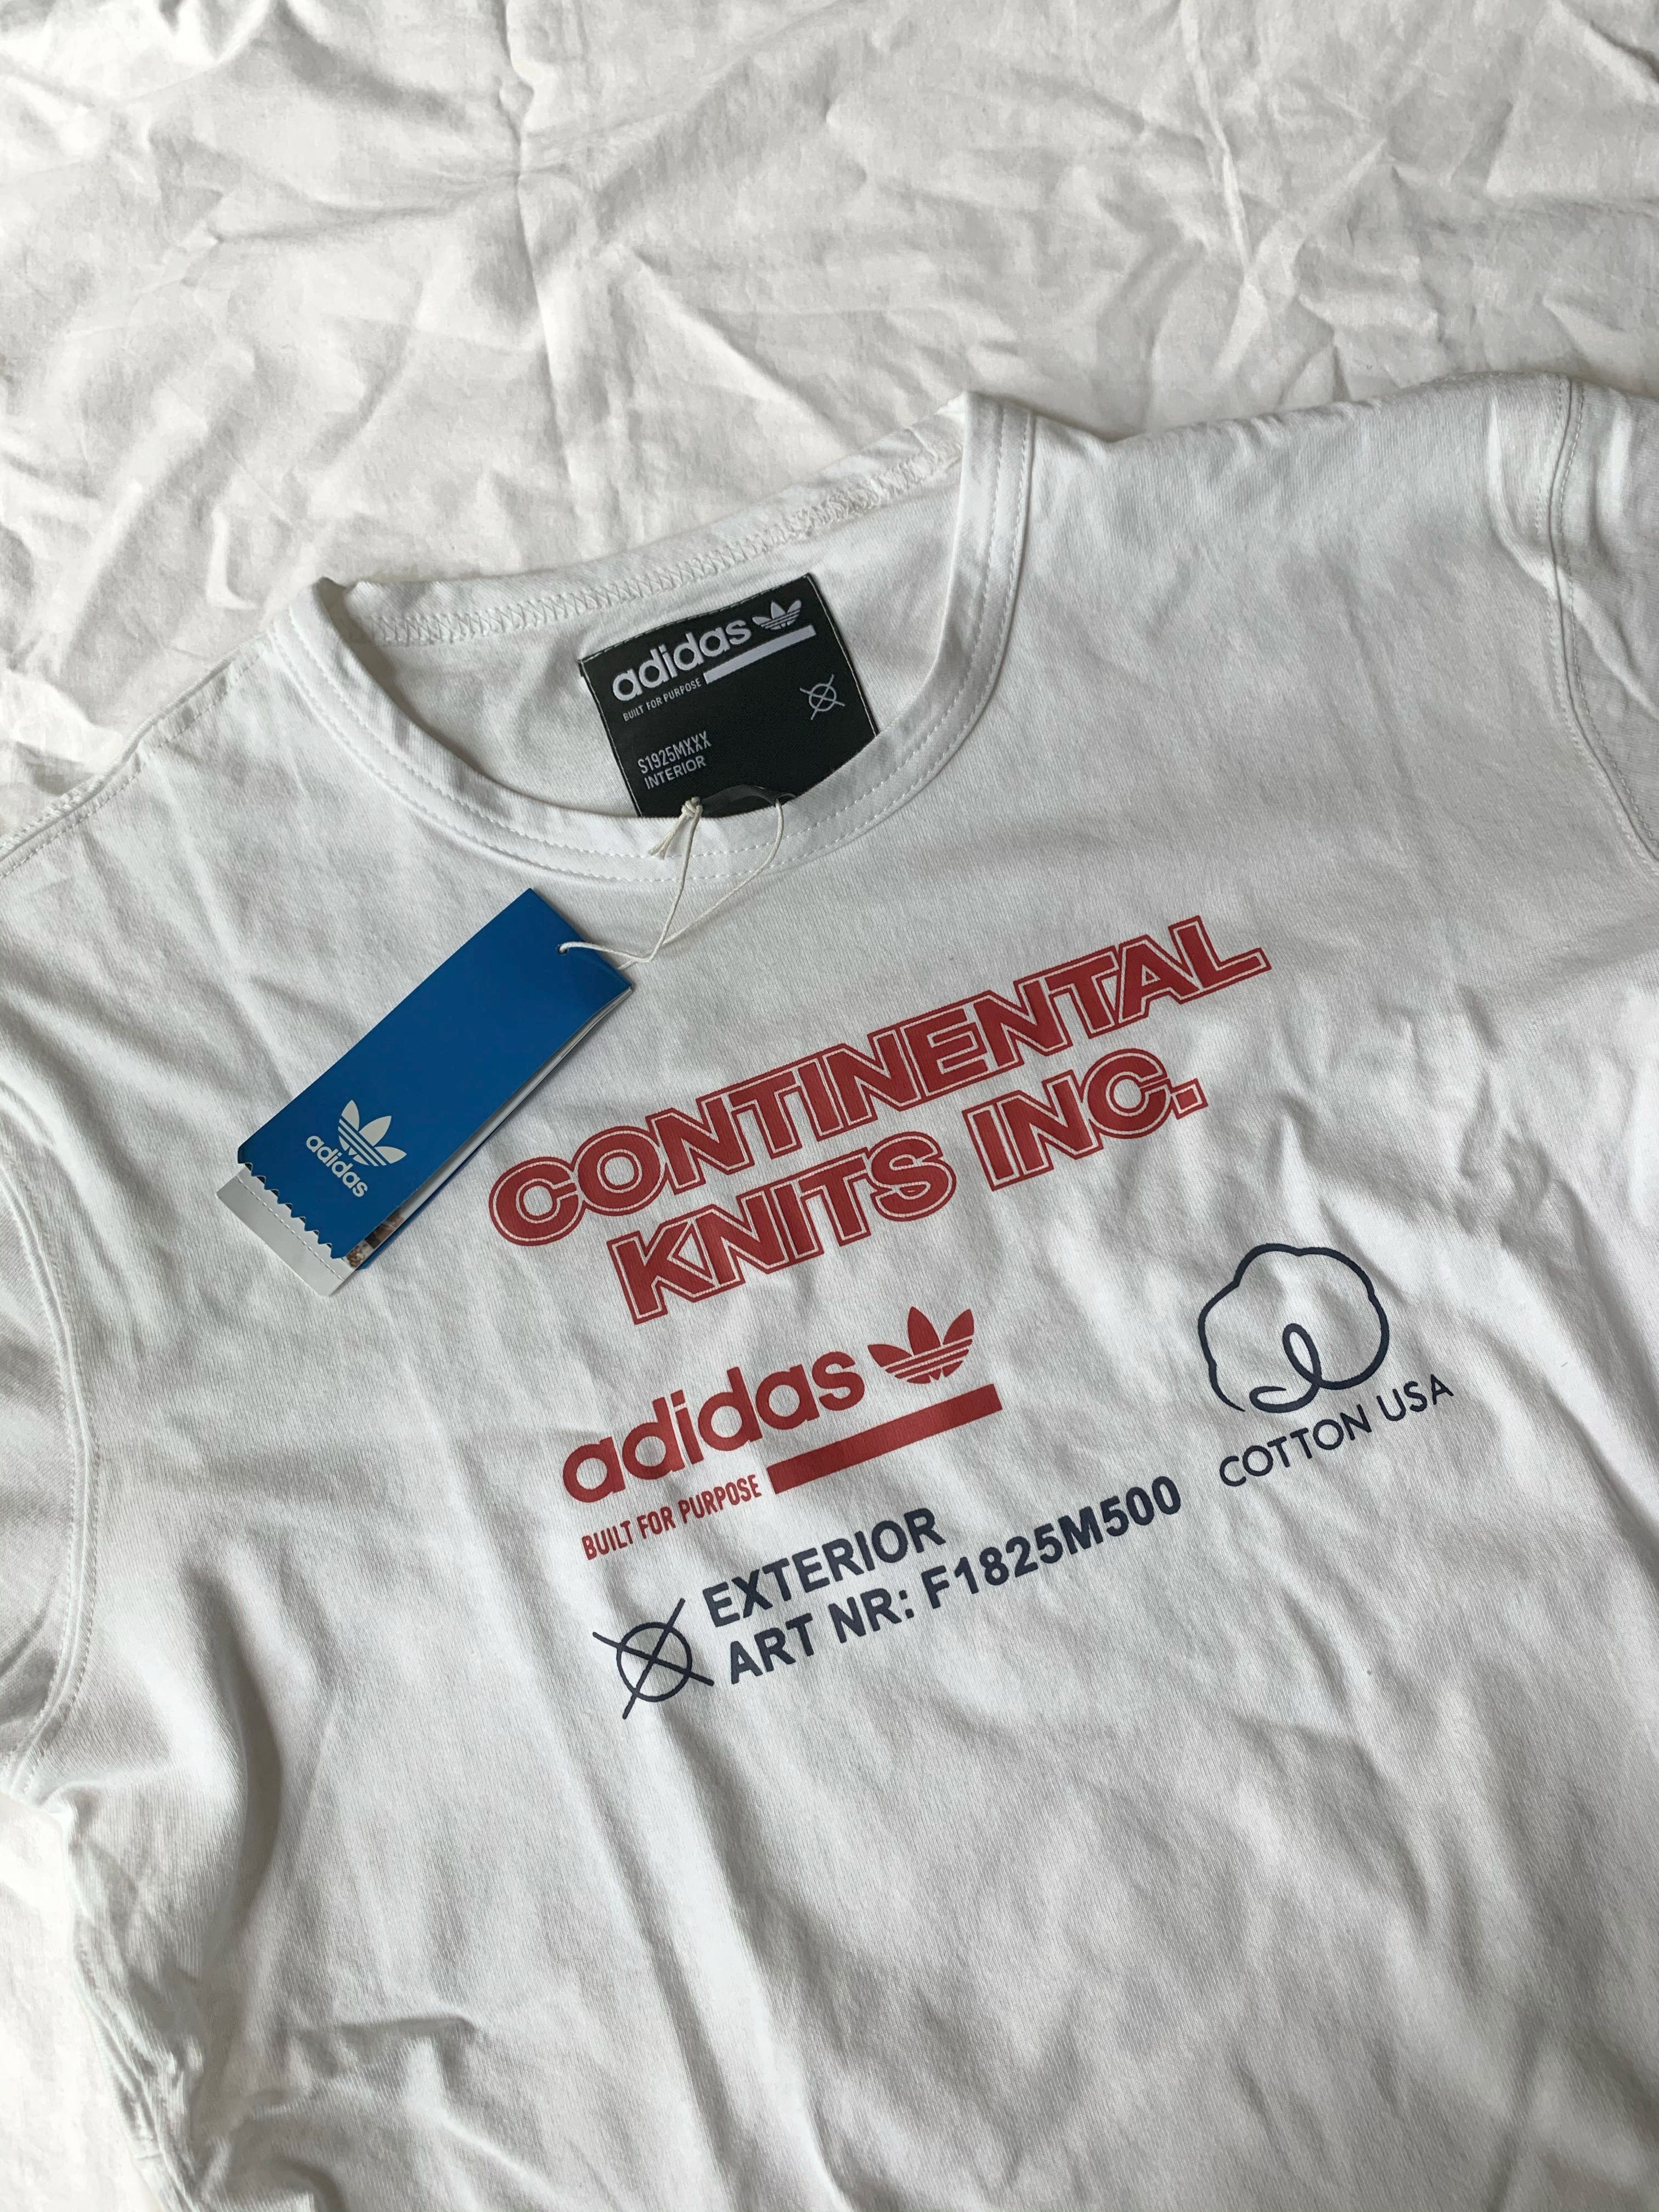 adidas
BUILT FOR PURPOSE
S1925MXXX
INTERIOR
adidas
CONTINENTAL
KNITS INC.
adidas
BUILT FOR PURPOSE
COTTON USA
EXTERIOR
ART NR: F1825M500